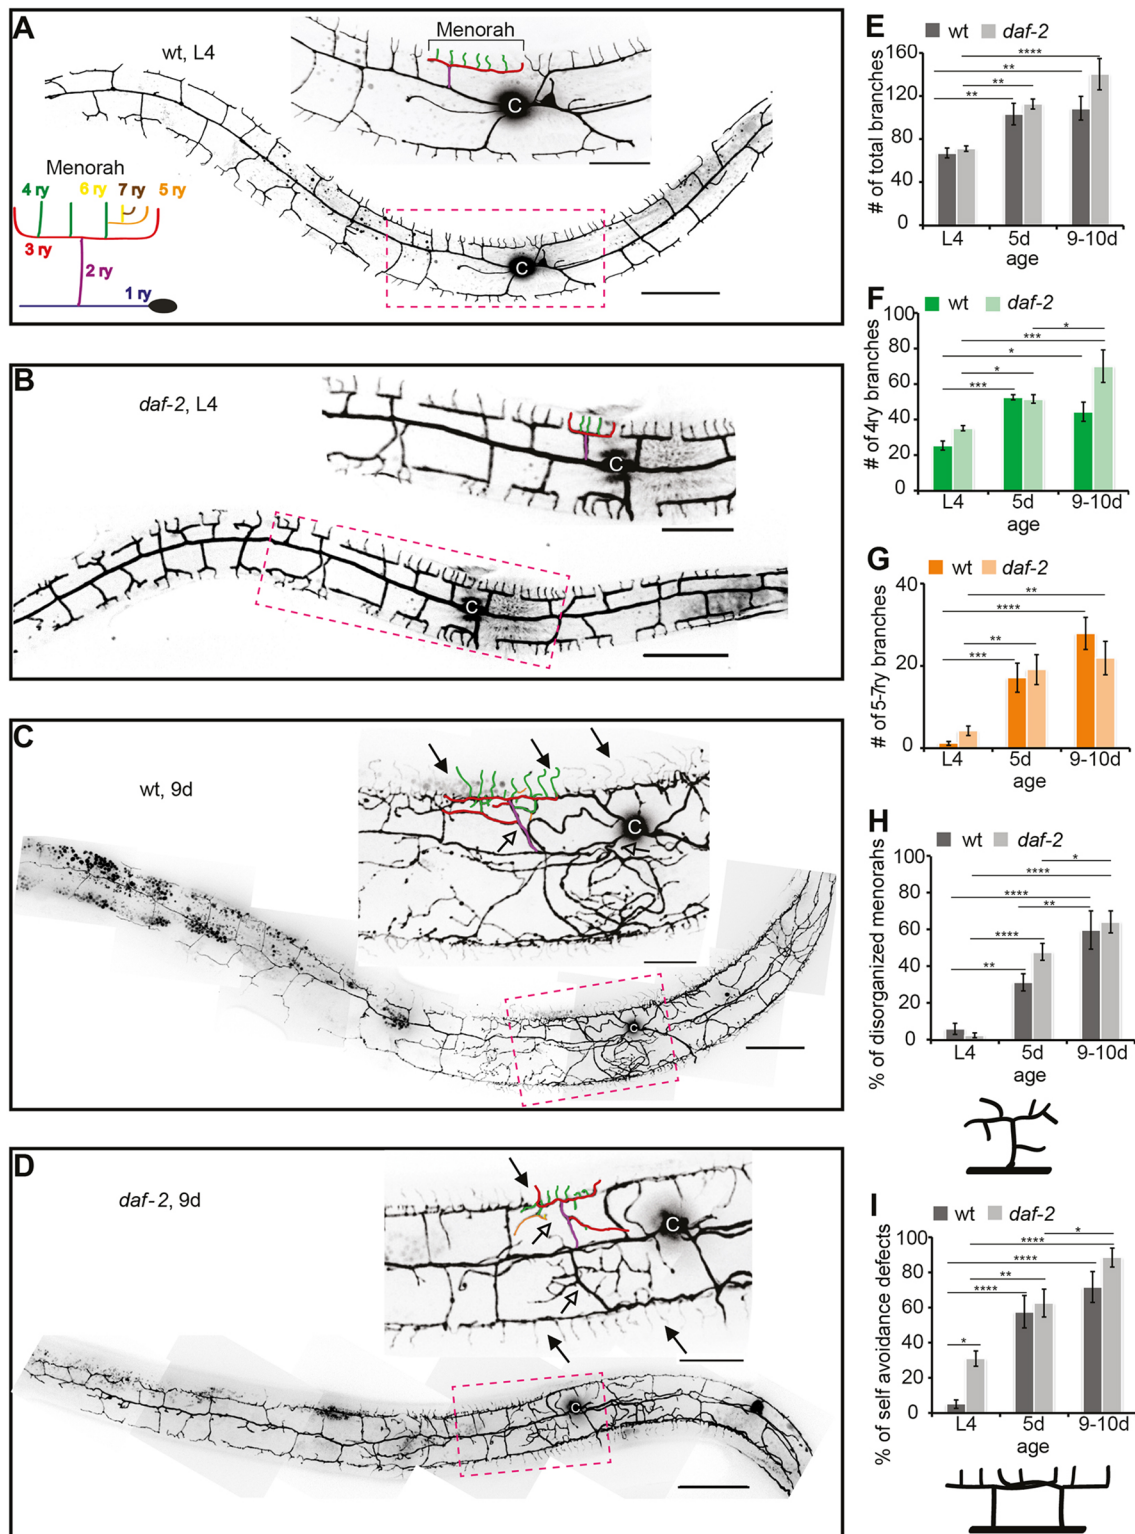 A
wt, L4
Menorah
C
C
Menorah
4 ry
6 ry
7 ry
5 ry
3 ry
2 ry
1 ry
B
daf-2, L4
C
C
C
wt, 9d
C
C
D
daf-2, 9d
C
C
E
wt daf-2
# of total branches
160
120
80
40
0
****
**
**
**
L4 5d 9-10d
age
F
wt daf-2
# of 4ry branches
100
80
60
40
20
0
*
***
*
*
***
L4 5d 9-10d
age
G
wt daf-2
# of 5-7ry branches
40
20
0
**
****
**
***
L4 5d 9-10d
age
H
wt daf-2
% of disorganized menorahs
100
80
60
40
20
0
*
****
****
**
****
**
L4 5d 9-10d
age
I
wt daf-2
% of self avoidance defects
100
80
60
40
20
0
*
****
****
**
****
*
L4 5d 9-10d
age